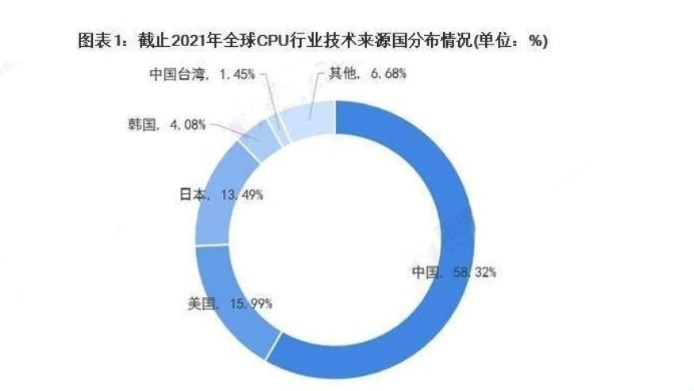 图表1：截止2021年全球CPU行业技术来源国分布情况(单位：%)
中国台湾, 1.45%
其他, 6.68%
韩国, 4.08%
日本, 13.49%
中国, 58.32%
美国, 15.99%